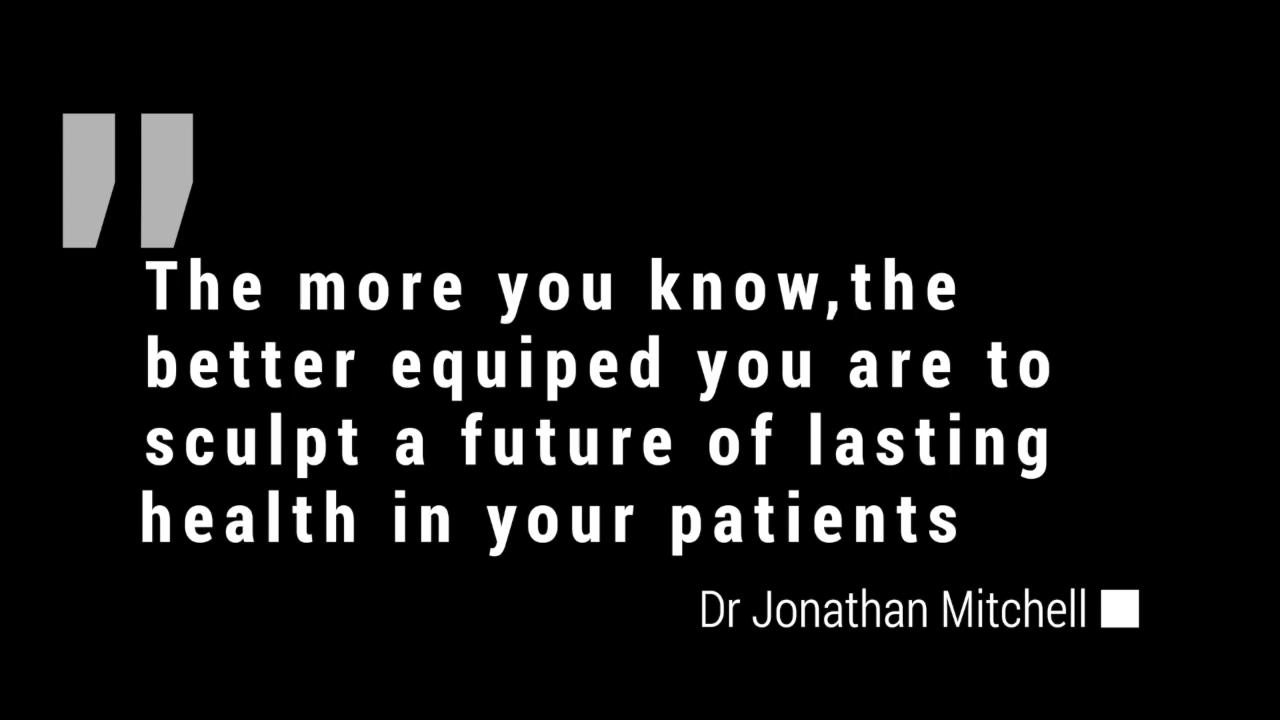 "
The more you know,the
better equiped you are to
sculpt a future of lasting
health in your patients
Dr Jonathan Mitchell